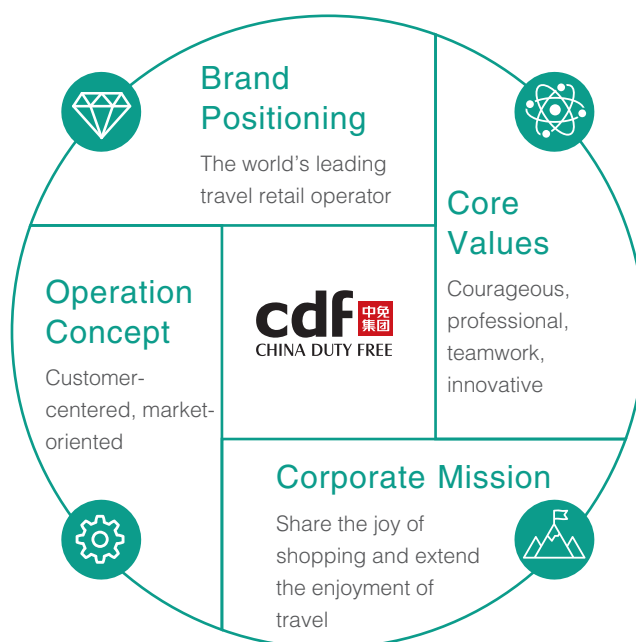 Brand
Positioning
The world’s leading
travel retail operator
Core
Values
Courageous,
professional,
teamwork,
innovative
Operation
Concept
Customer-
centered, market-
oriented
cdf 中免
集团
CHINA DUTY FREE
Corporate Mission
Share the joy of
shopping and extend
the enjoyment of
travel